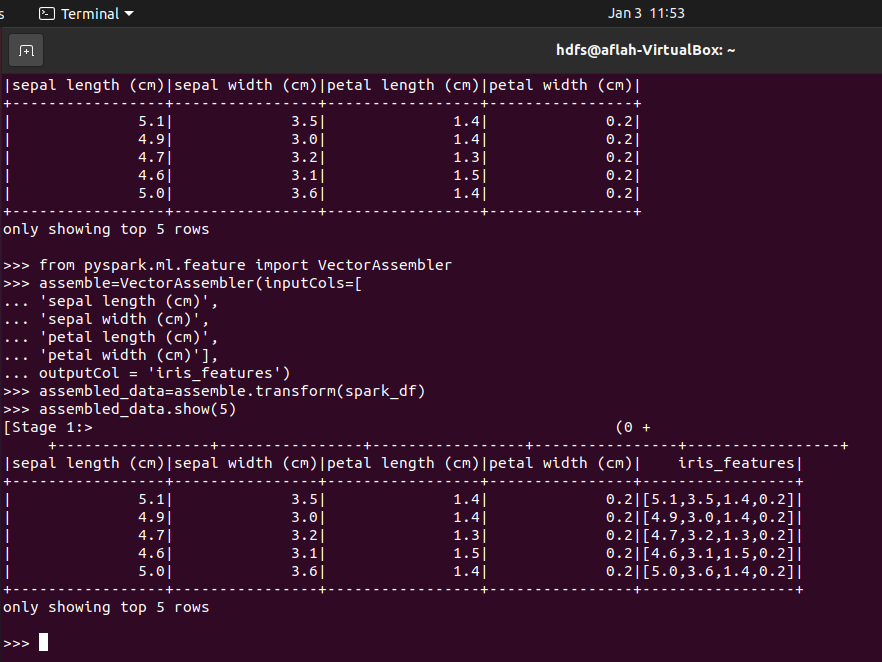 s Terminal Jan 3 11:53
hdfs@aflah-VirtualBox: ~
|sepal length (cm)|sepal width (cm)|petal length (cm)|petal width (cm)|
+-----------------+----------------+-----------------+----------------+
|              5.1|             3.5|              1.4|             0.2|
|              4.9|             3.0|              1.4|             0.2|
|              4.7|             3.2|              1.3|             0.2|
|              4.6|             3.1|              1.5|             0.2|
|              5.0|             3.6|              1.4|             0.2|
+-----------------+----------------+-----------------+----------------+
only showing top 5 rows
>>> from pyspark.ml.feature import VectorAssembler
>>> assemble=VectorAssembler(inputCols=[
... 'sepal length (cm)',
... 'sepal width (cm)',
... 'petal length (cm)',
... 'petal width (cm)'],
... outputCol = 'iris_features')
>>> assembled_data=assemble.transform(spark_df)
>>> assembled_data.show(5)
[Stage 1:>                                                          (0 +
     +-----------------+----------------+-----------------+----------------+-----------------+
|sepal length (cm)|sepal width (cm)|petal length (cm)|petal width (cm)|    iris_features|
+-----------------+----------------+-----------------+----------------+-----------------+
|              5.1|             3.5|              1.4|             0.2|[5.1,3.5,1.4,0.2]|
|              4.9|             3.0|              1.4|             0.2|[4.9,3.0,1.4,0.2]|
|              4.7|             3.2|              1.3|             0.2|[4.7,3.2,1.3,0.2]|
|              4.6|             3.1|              1.5|             0.2|[4.6,3.1,1.5,0.2]|
|              5.0|             3.6|              1.4|             0.2|[5.0,3.6,1.4,0.2]|
+-----------------+----------------+-----------------+----------------+-----------------+
only showing top 5 rows
>>>